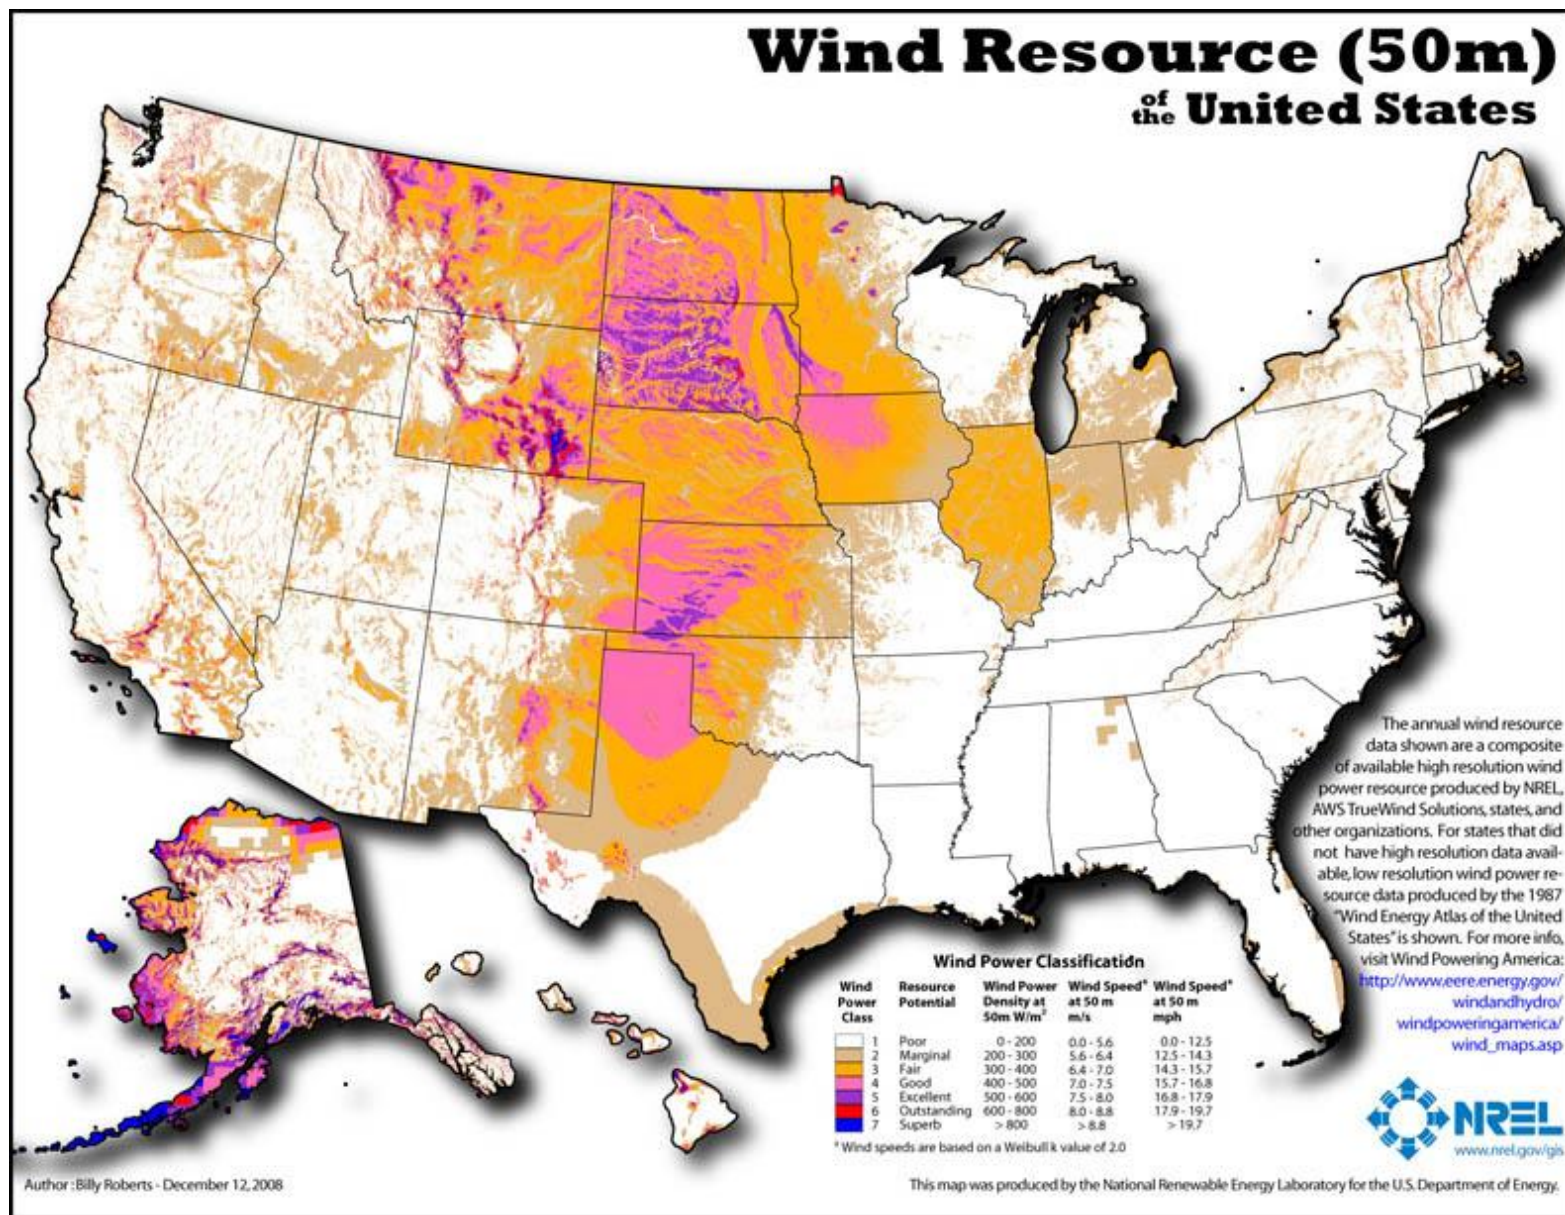 Wind Resource (50m)
of the United States
The annual wind resource
data shown are a composite
of available high resolution wind
power resource produced by NREL,
AWS TrueWind Solutions, states, and
other organizations. For states that did
not have high resolution data avail-
able, low resolution wind power re-
source data produced by the 1987
"Wind Energy Atlas of the United
States" is shown. For more info,
visit Wind Powering America:
http://www.eere.energy.gov/
windandhydro/
windpoweringamerica/
wind_maps.asp
Wind Power Classification
Wind Resource Wind Power Wind Speedª Wind Speedª
Power Potential Density at at 50 m at 50 m
Class 50m W/m² m/s mph
1 Poor 0 - 200 0.0 - 5.6 0.0 - 12.5
2 Marginal 200 - 300 5.6 - 6.4 12.5 - 14.3
3 Fair 300 - 400 6.4 - 7.0 14.3 - 15.7
4 Good 400 - 500 7.0 - 7.5 15.7 - 16.8
5 Excellent 500 - 600 7.5 - 8.0 16.8 - 17.9
6 Outstanding 600 - 800 8.0 - 8.8 17.9 - 19.7
7 Superb > 800 > 8.8 > 19.7
ª Wind speeds are based on a Weibull k value of 2.0
NREL
www.nrel.gov/gis
Author : Billy Roberts - December 12, 2008
This map was produced by the National Renewable Energy Laboratory for the U.S. Department of Energy.